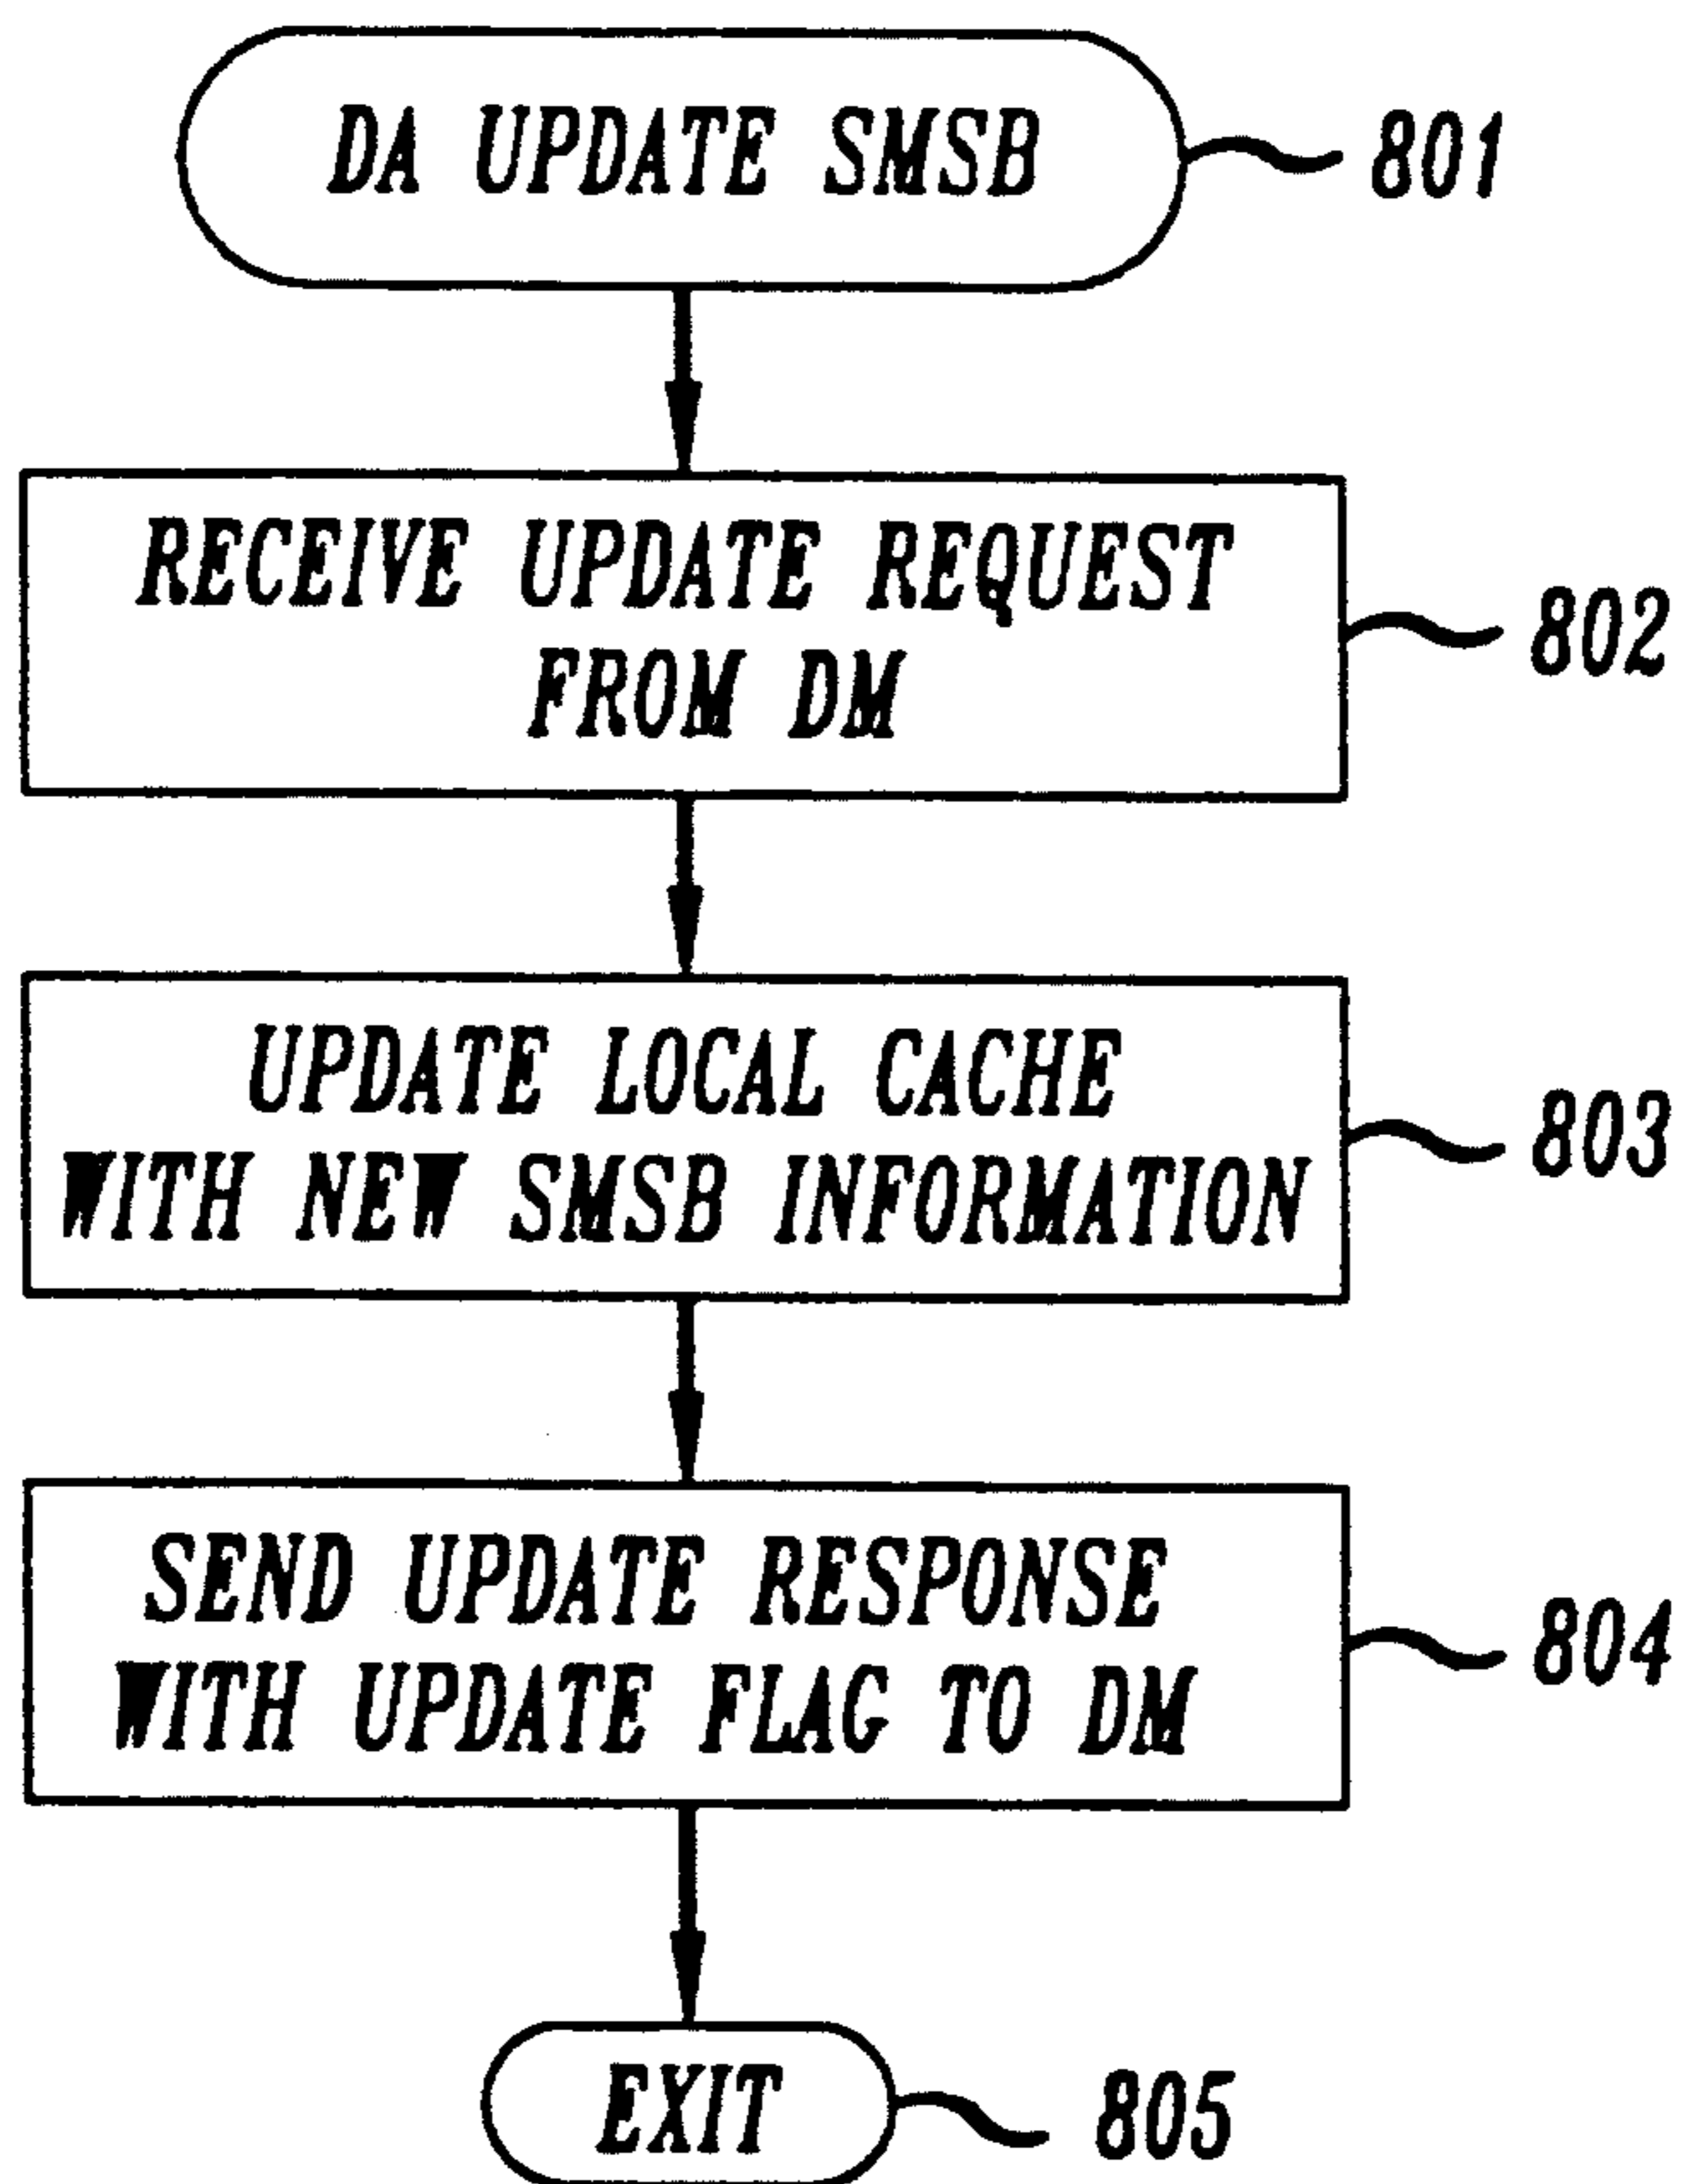 DA UPDATE SMSB
801
RECEIVE UPDATE REQUEST
FROM DM
802
UPDATE LOCAL CACHE
WITH NEW SMSB INFORMATION
803
SEND UPDATE RESPONSE
WITH UPDATE FLAG TO DM
804
EXIT
805